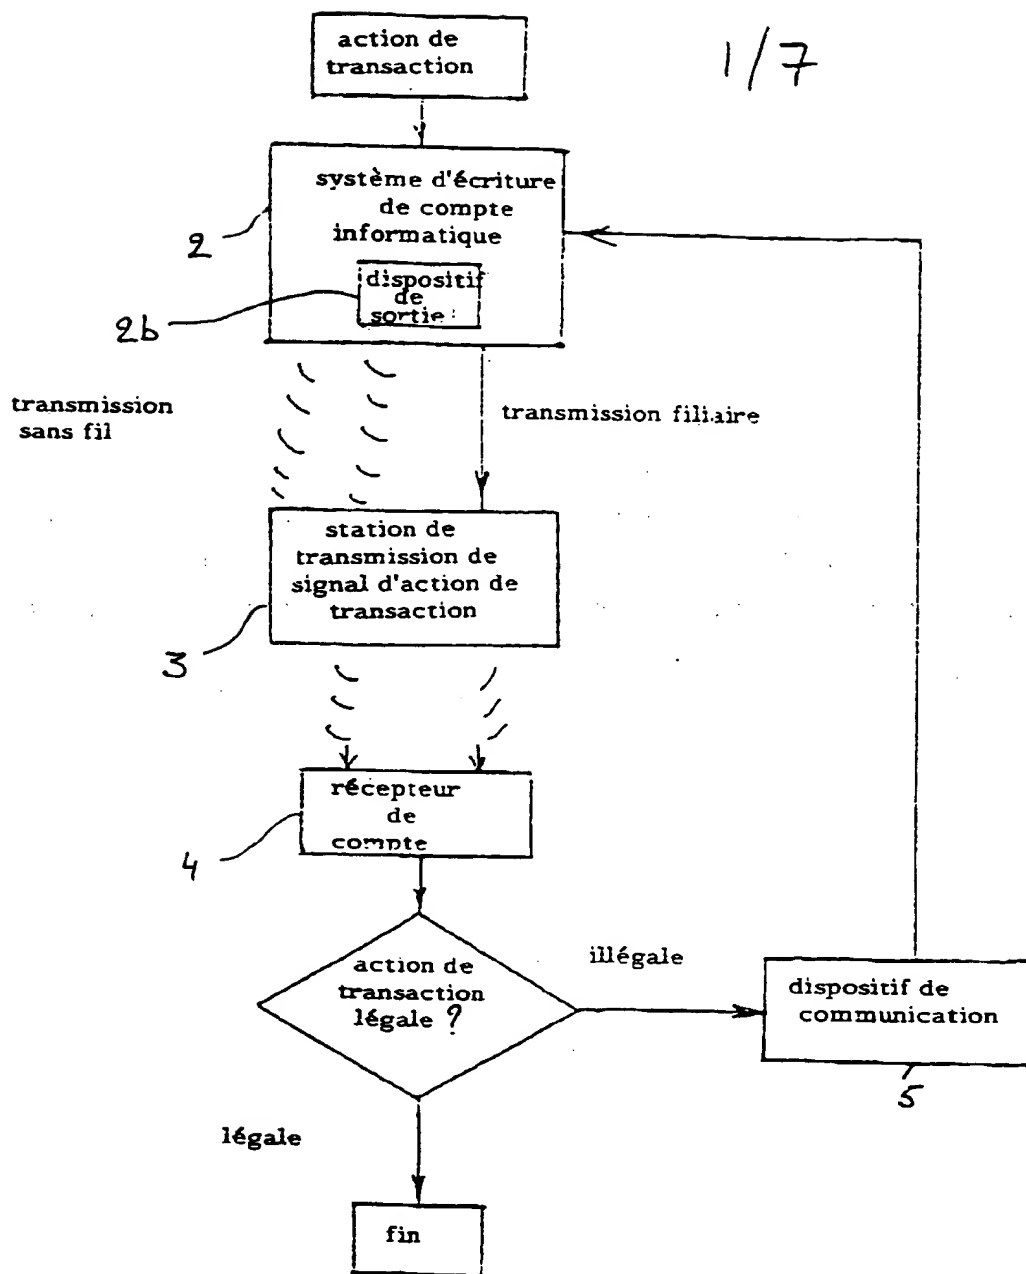 action de
transaction
1/7
système d'écriture
de compte
informatique
2
dispositif
de
sortie
2b
transmission
sans fil
transmission filiaire
station de
transmission de
signal d'action de
transaction
3
récepteur
de
compte
4
action de
transaction
légale ?
illégale
dispositif de
communication
5
légale
fin